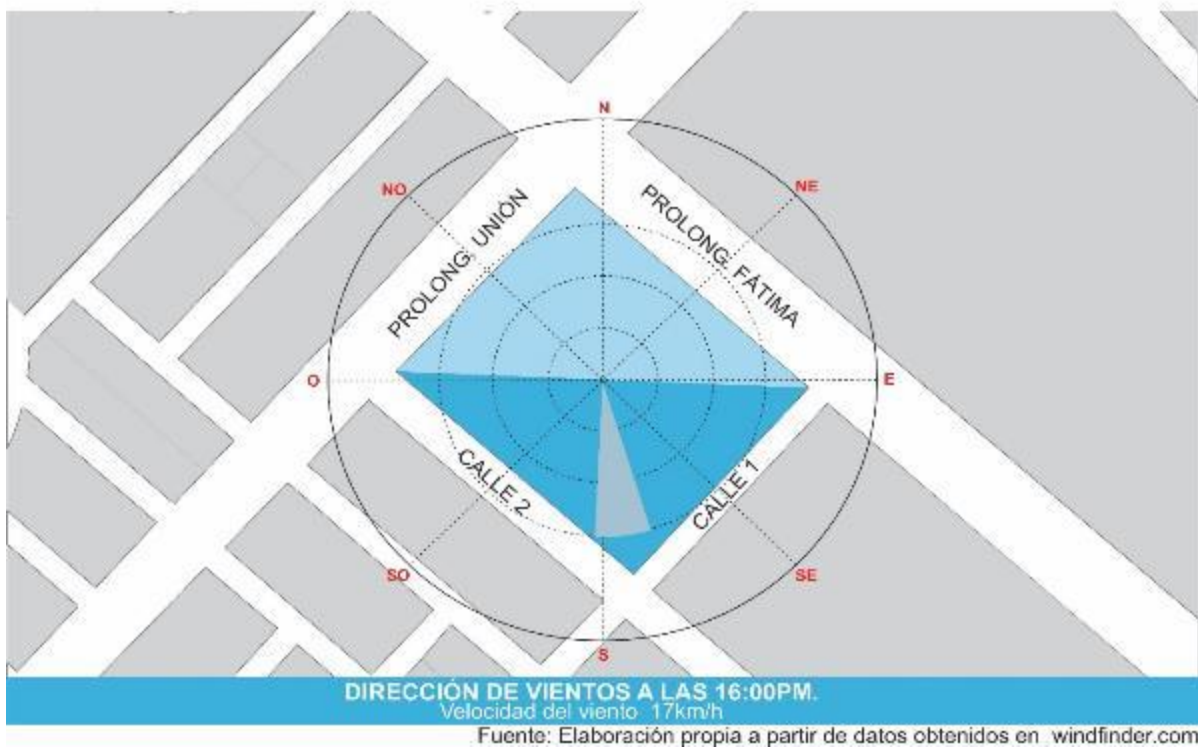 N
NO
NE
PROLONG. UNIÓN
PROLONG. FÁTIMA
O
E
CALLE 2
CALLE 1
SO
SE
S
DIRECCIÓN DE VIENTOS A LAS 16:00PM.
Velocidad del viento 17km/h
Fuente: Elaboración propia a partir de datos obtenidos en windfinder.com